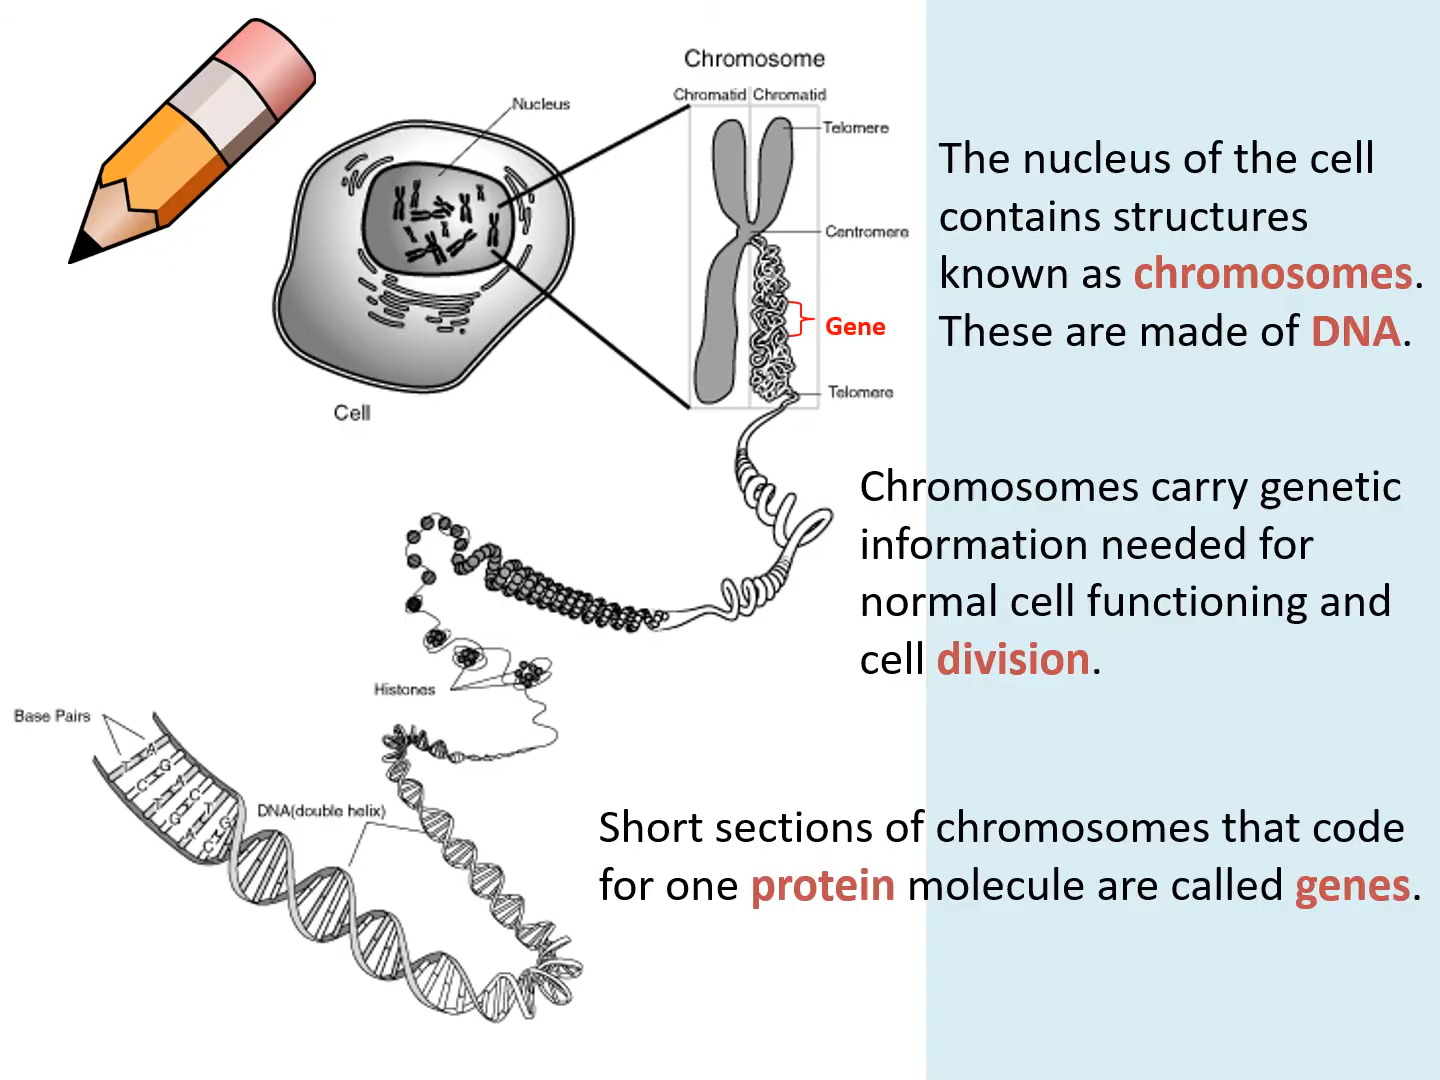 Chromosome
Chromatid Chromatid
Nucleus
Telomere
The nucleus of the cell
contains structures
known as chromosomes.
These are made of DNA.
Centromere
Gene
Telomere
Cell
Chromosomes carry genetic
information needed for
normal cell functioning and
cell division.
Histones
Base Pairs
DNA(double helix)
Short sections of chromosomes that code
for one protein molecule are called genes.